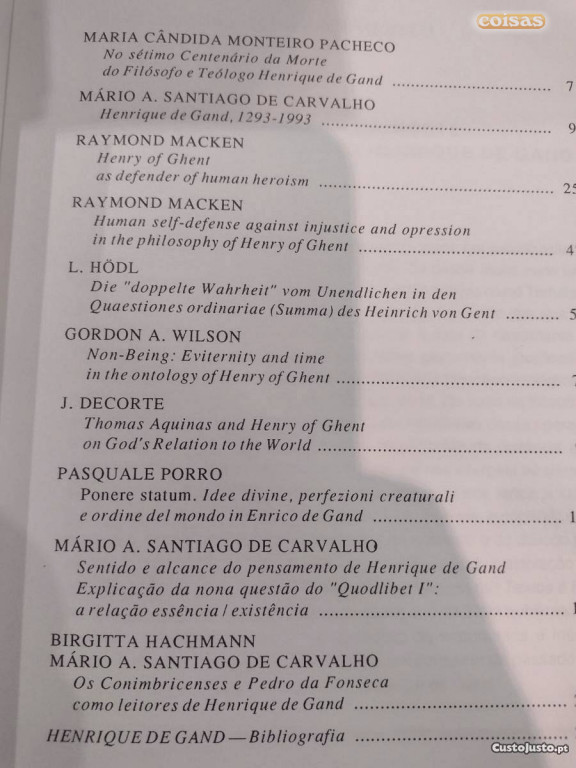 coisas
MARIA CÂNDIDA MONTEIRO PACHECO
No sétimo Centenário da Morte
do Filósofo e Teólogo Henrique de Gand .......... 7
MÁRIO A. SANTIAGO DE CARVALHO
Henrique de Gand, 1293-1993 .......... 9
RAYMOND MACKEN
Henry of Ghent
as defender of human heroism .......... 25
RAYMOND MACKEN
Human self-defense against injustice and opression
in the philosophy of Henry of Ghent ..........
L. HÖDL
Die "doppelte Wahrheit" vom Unendlichen in den
Quaestiones ordinariae (Summa) des Heinrich von Gent ..........
GORDON A. WILSON
Non-Being: Eviternity and time
in the ontology of Henry of Ghent ..........
J. DECORTE
Thomas Aquinas and Henry of Ghent
on God's Relation to the World ..........
PASQUALE PORRO
Ponere statum. Idee divine, perfezioni creaturali
e ordine del mondo in Enrico de Gand ..........
MÁRIO A. SANTIAGO DE CARVALHO
Sentido e alcance do pensamento de Henrique de Gand
Explicação da nona questão do "Quodlibet I":
a relação essência / existência ..........
BIRGITTA HACHMANN
MÁRIO A. SANTIAGO DE CARVALHO
Os Conimbricenses e Pedro da Fonseca
como leitores de Henrique de Gand ..........
HENRIQUE DE GAND — Bibliografia ..........
CustoJusto.pt